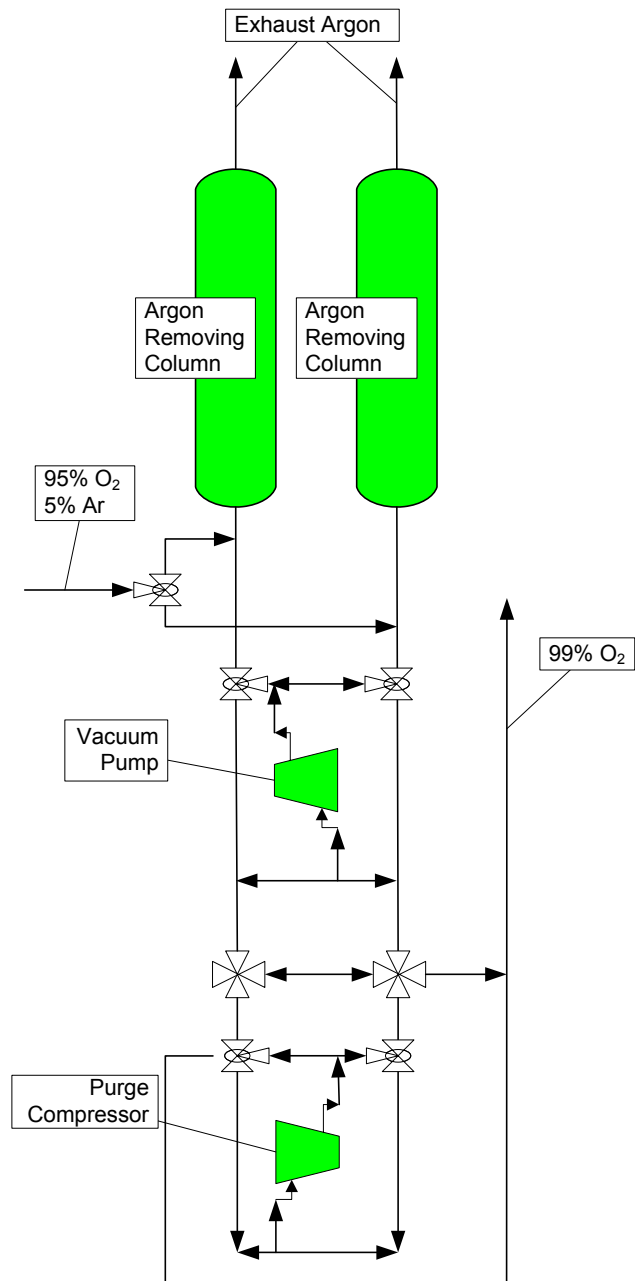 Exhaust Argon
Argon
Removing
Column
Argon
Removing
Column
95% O₂
5% Ar
99% O₂
Vacuum
Pump
Purge
Compressor